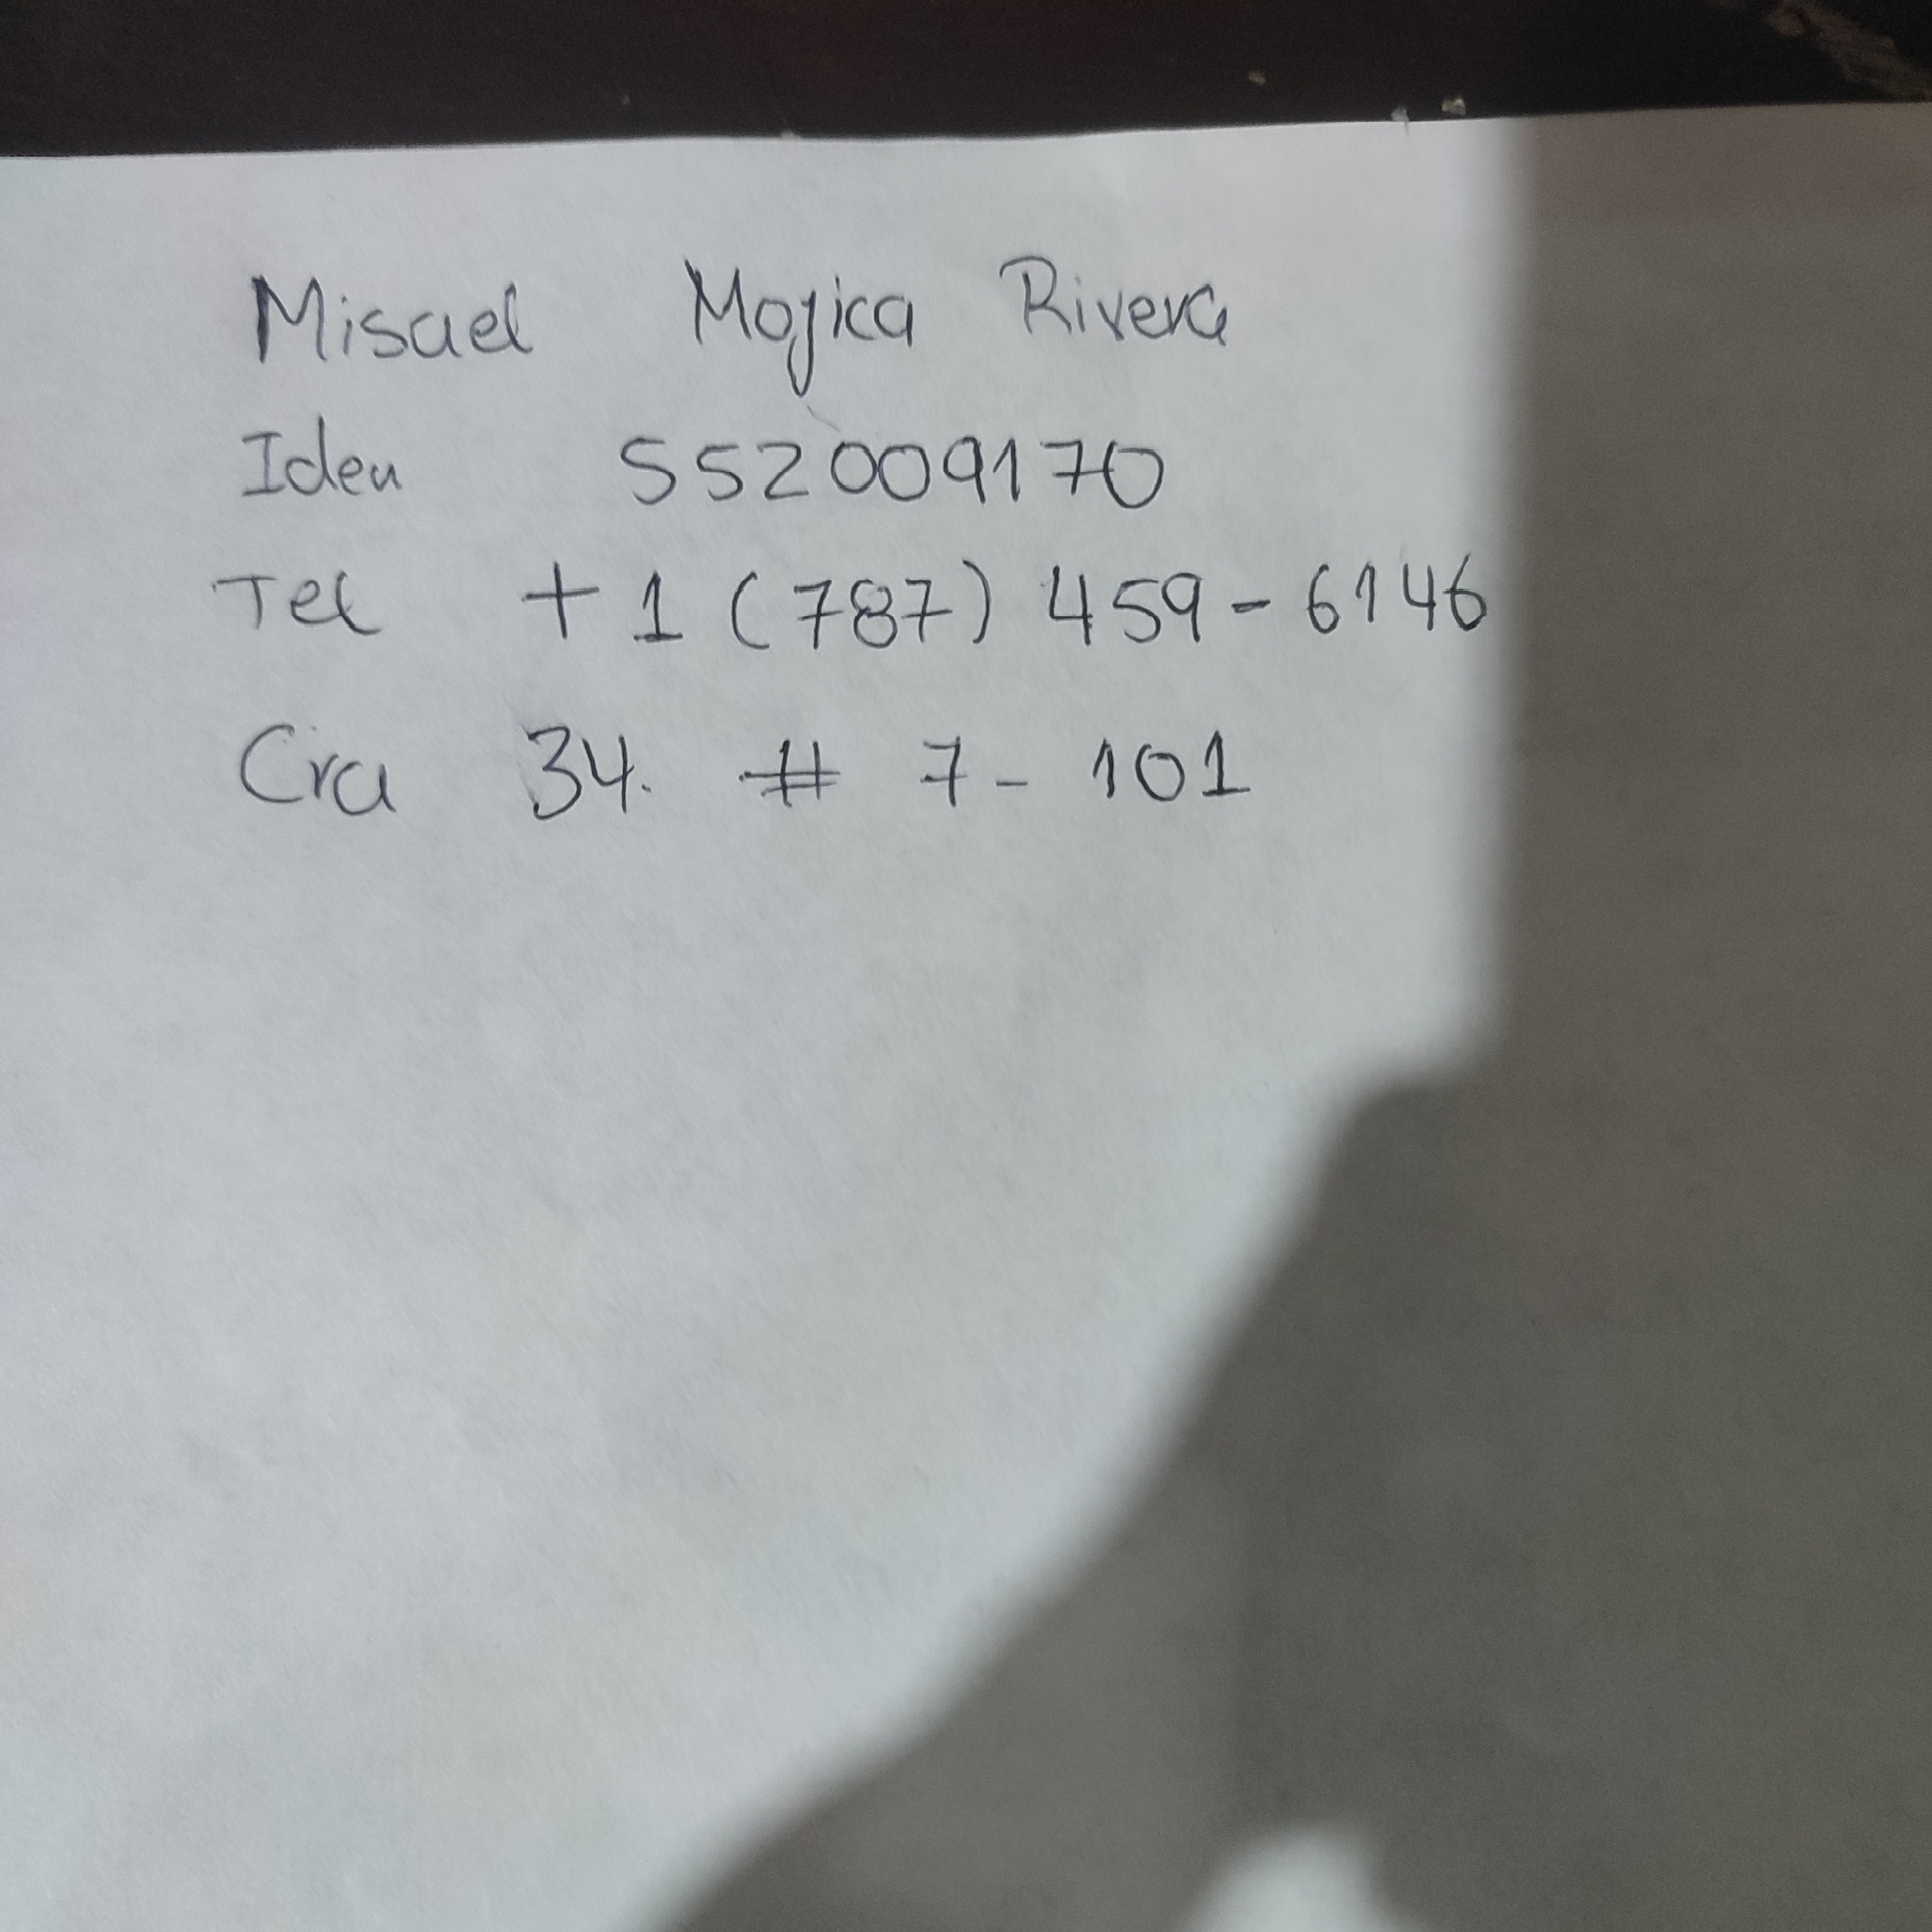 Misael Mojica Rivera
Iden 552009170
Tel +1 (787) 459-6146
Cra 34. # 7- 101